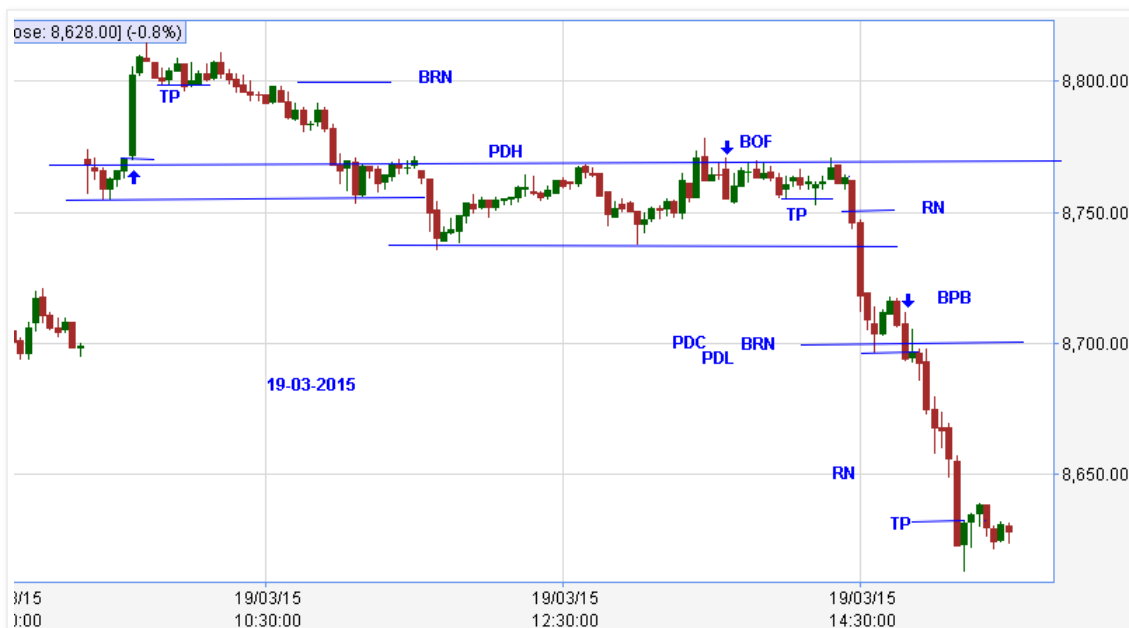 ose: 8,628.00] (-0.8%)
8,800.00
BRN
TP
PDH
BOF
TP
RN
8,750.00
BPB
PDC
BRN
8,700.00
PDL
19-03-2015
RN
8,650.00
TP
3/15
19/03/15
19/03/15
19/03/15
):00
10:30:00
12:30:00
14:30:00